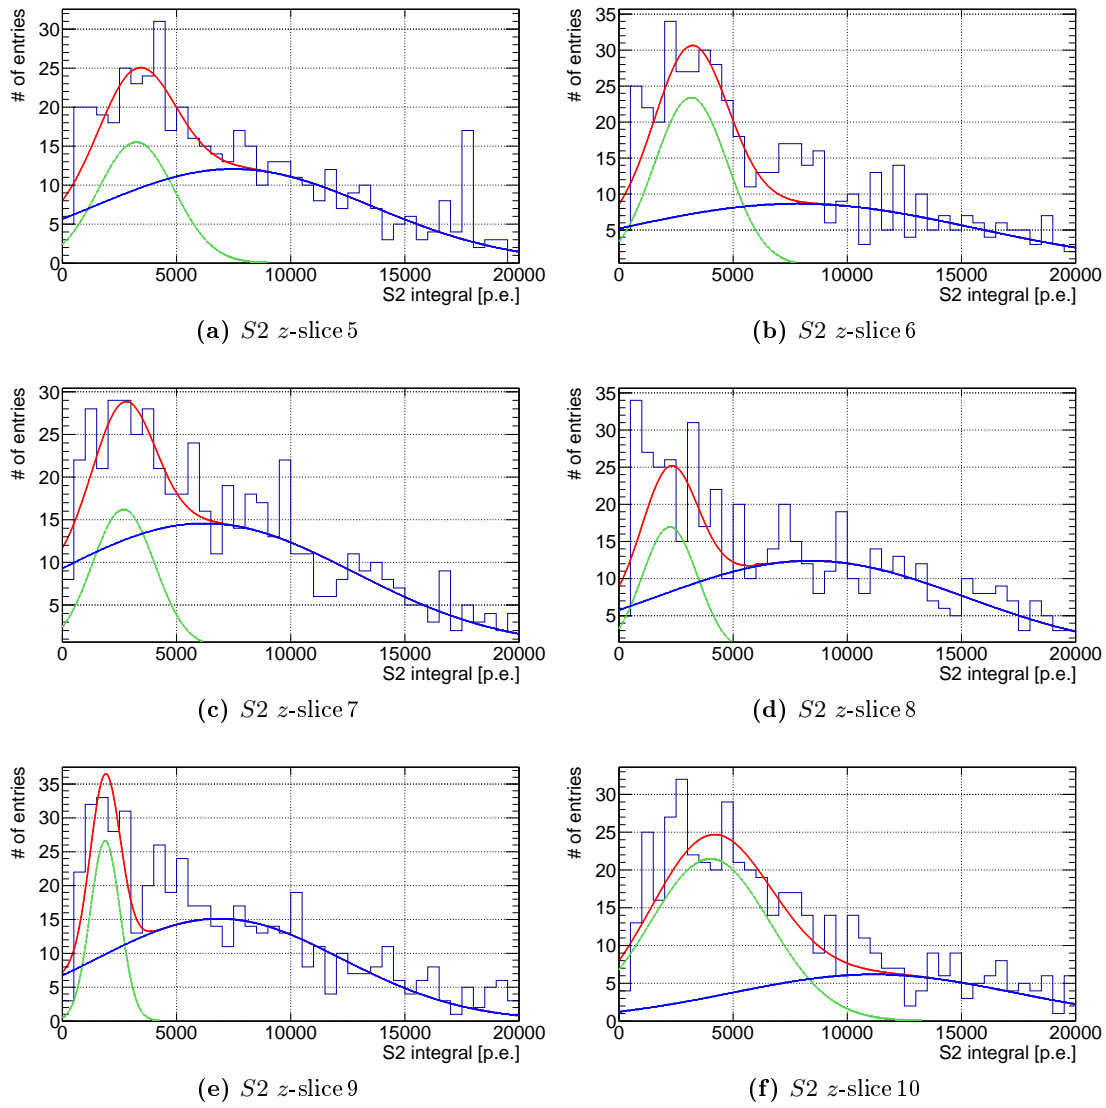 # of entries
30
25
20
15
10
5
0
0 5000 10000 15000 20000
S2 integral [p.e.]
(a) S2 z-slice 5
# of entries
35
30
25
20
15
10
5
0 5000 10000 15000 20000
S2 integral [p.e.]
(b) S2 z-slice 6
# of entries
30
25
20
15
10
5
0 5000 10000 15000 20000
S2 integral [p.e.]
(c) S2 z-slice 7
# of entries
35
30
25
20
15
10
5
0 5000 10000 15000 20000
S2 integral [p.e.]
(d) S2 z-slice 8
# of entries
35
30
25
20
15
10
5
0
0 5000 10000 15000 20000
S2 integral [p.e.]
(e) S2 z-slice 9
# of entries
30
25
20
15
10
5
0
0 5000 10000 15000 20000
S2 integral [p.e.]
(f) S2 z-slice 10